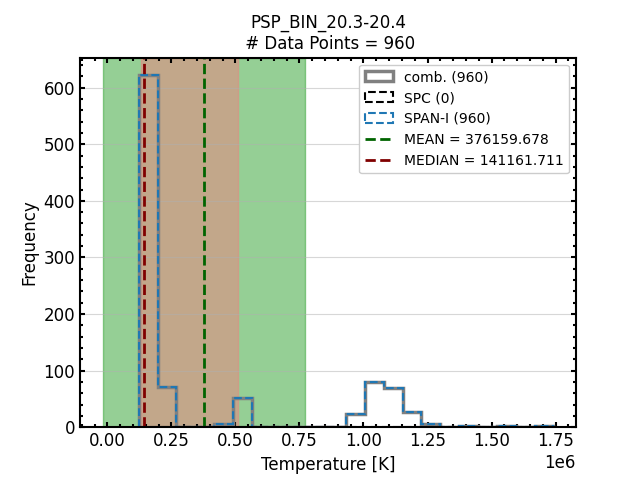 PSP_BIN_20.3-20.4
# Data Points = 960
comb. (960)
SPC (0)
SPAN-I (960)
MEAN = 376159.678
MEDIAN = 141161.711
Frequency
600
500
400
300
200
100
0
0.00 0.25 0.50 0.75 1.00 1.25 1.50 1.75
1e6
Temperature [K]